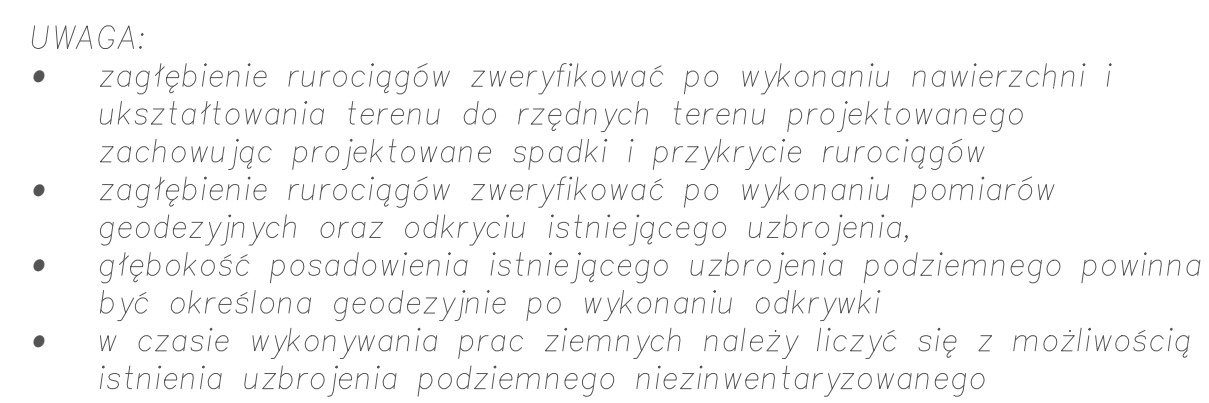 UWAGA:
• zagłębienie rurociągów zweryfikować po wykonaniu nawierzchni i
ukształtowania terenu do rzędnych terenu projektowanego
zachowując projektowane spadki i przykrycie rurociągów
• zagłębienie rurociągów zweryfikować po wykonaniu pomiarów
geodezyjnych oraz odkryciu istniejącego uzbrojenia,
• głębokość posadowienia istniejącego uzbrojenia podziemnego powinna
być określona geodezyjnie po wykonaniu odkrywki
• w czasie wykonywania prac ziemnych należy liczyć się z możliwością
istnienia uzbrojenia podziemnego niezinwentaryzowanego